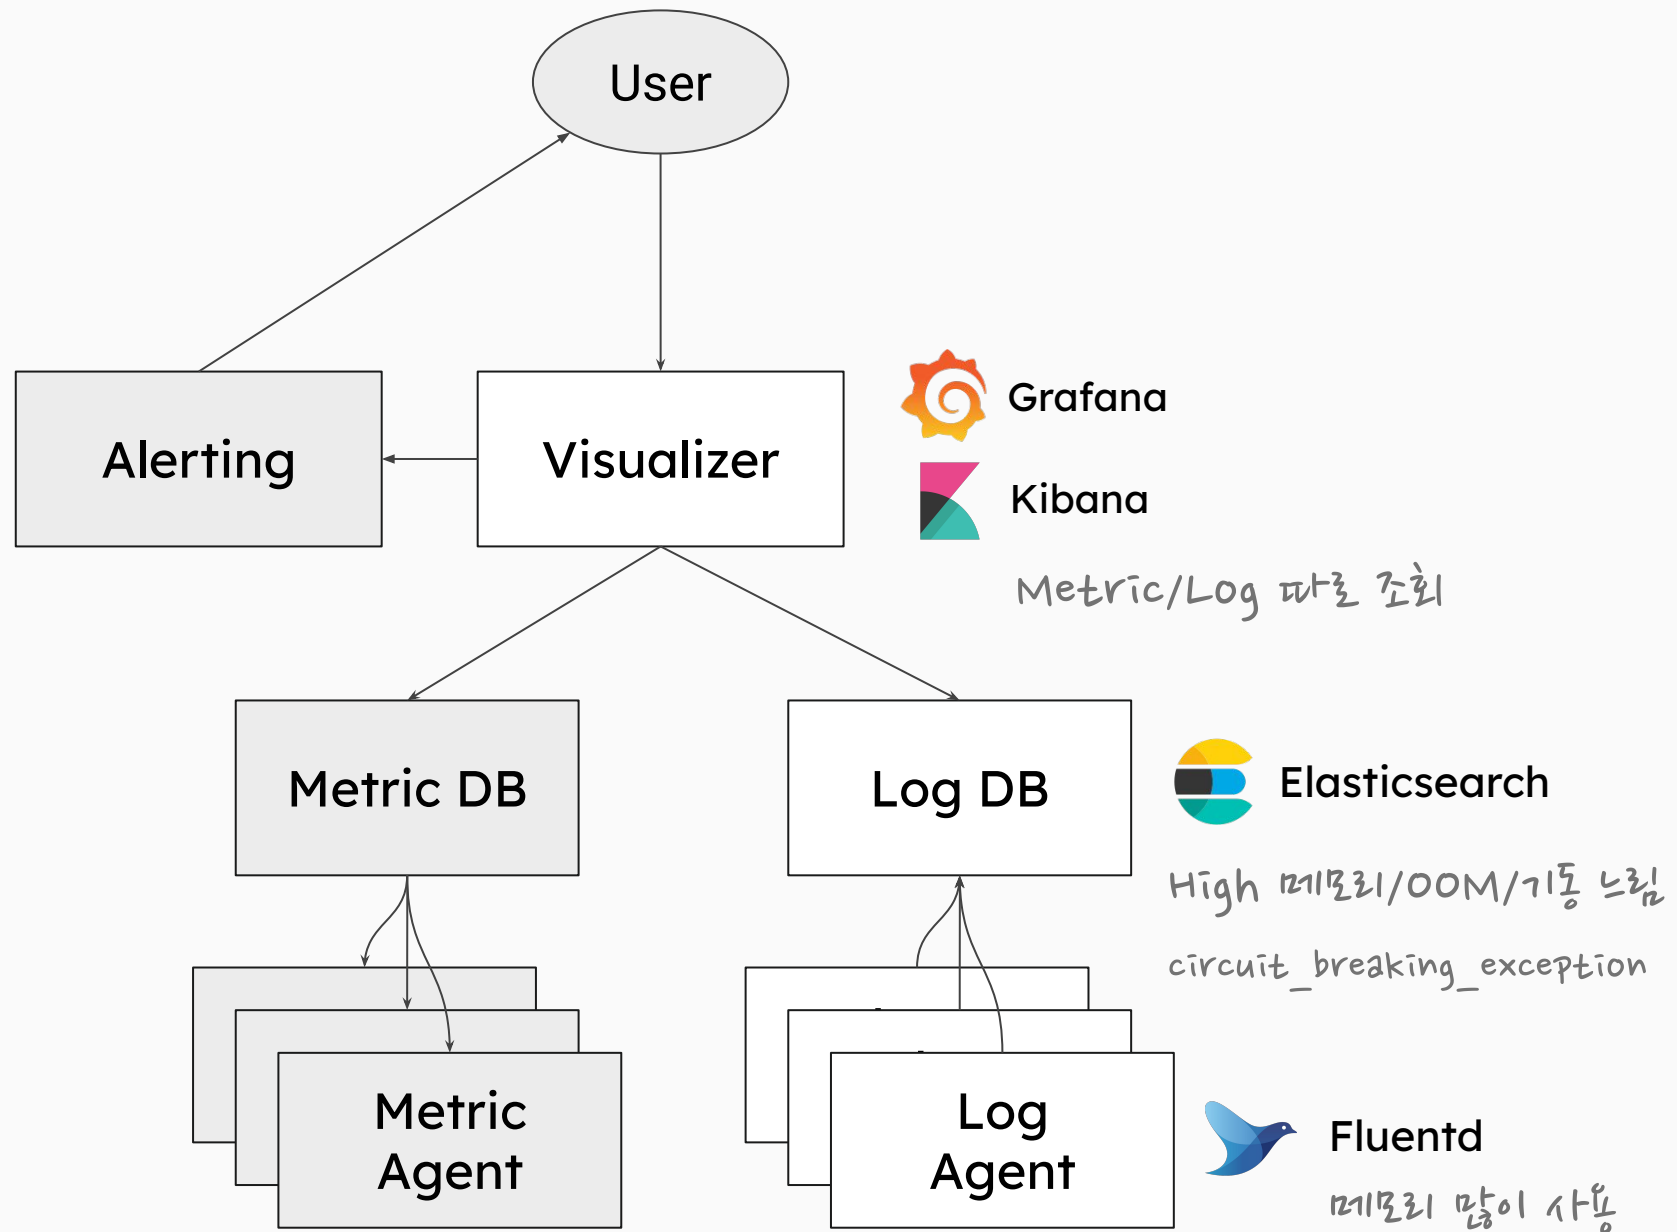 User
Alerting
Visualizer
Grafana
Kibana
Metric/Log 따로 조회
Metric DB
Log DB
Elasticsearch
High 메모리/OOM/기동 느림
circuit_breaking_exception
Metric
Agent
Log
Agent
Fluentd
메모리 많이 사용